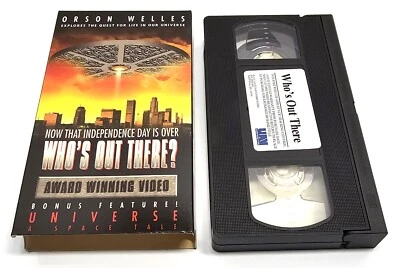 ORSON WELLES
EXPLORES THE QUEST FOR LIFE IN OUR UNIVERSE
NOW THAT INDEPENDENCE DAY IS OVER
WHO'S OUT THERE?
AWARD WINNING VIDEO
BONUS FEATURE!
UNIVERSE
A SPACE TALE
Who's Out There